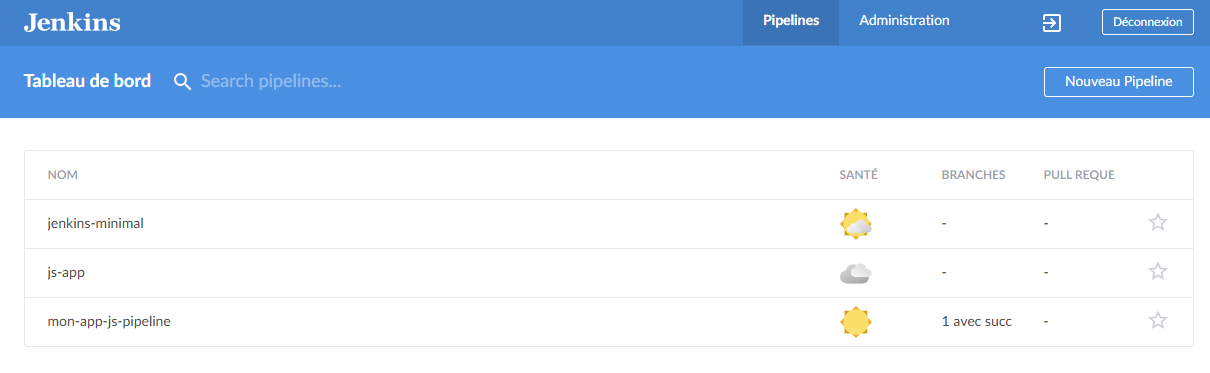 Jenkins Pipelines Administration Déconnexion
Tableau de bord Search pipelines... Nouveau Pipeline
NOM SANTÉ BRANCHES PULL REQUE
jenkins-minimal - -
js-app - -
mon-app-js-pipeline 1 avec succ -